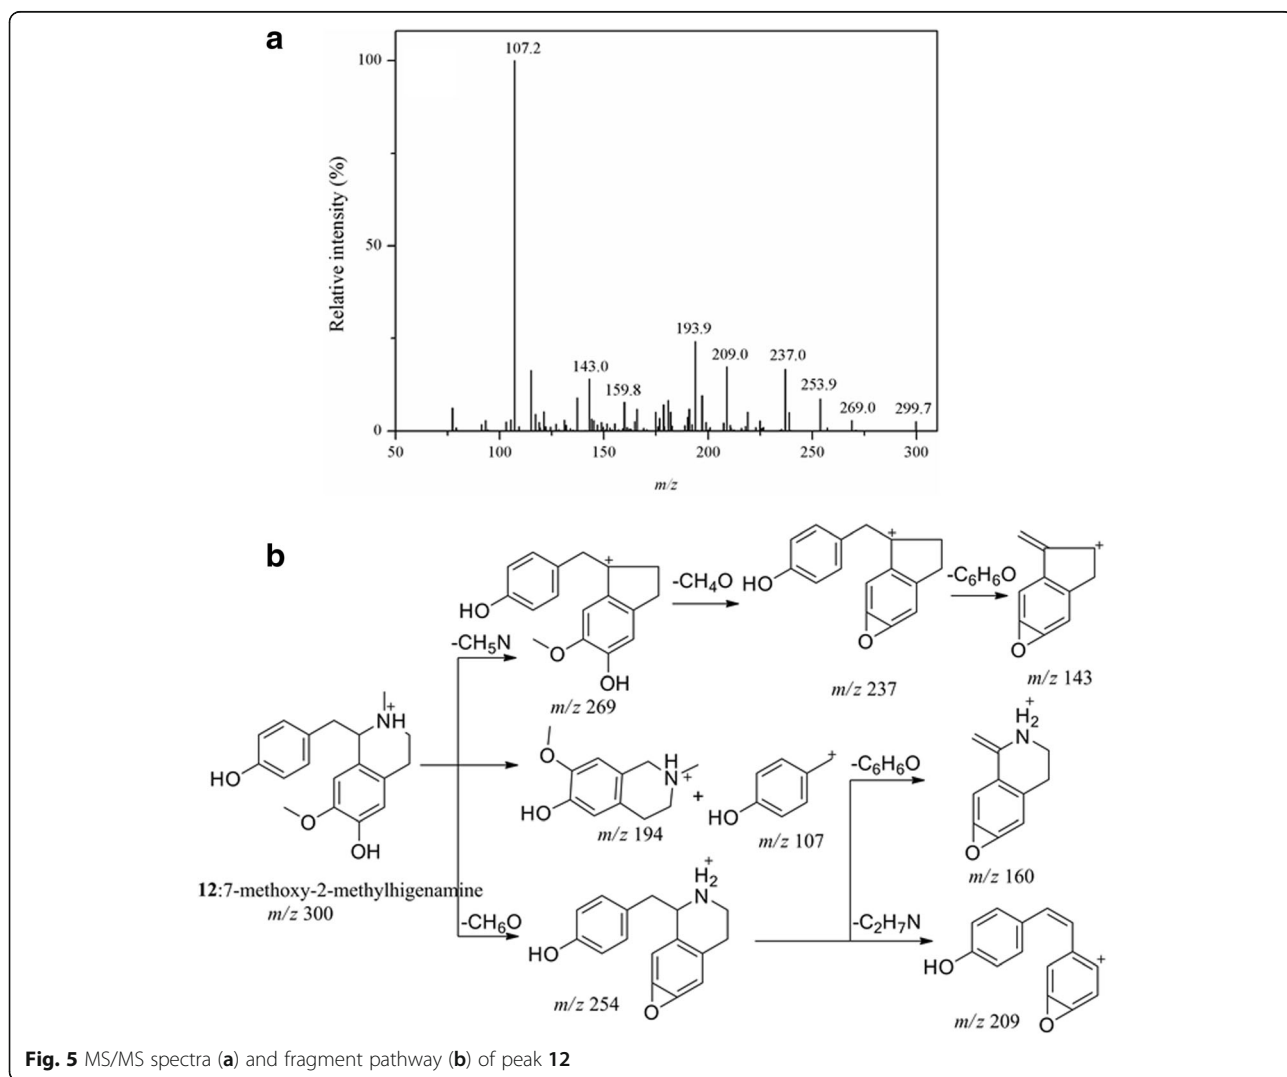 a
107.2
100
Relative intensity (%)
50
193.9
209.0
237.0
143.0
159.8
253.9
269.0
299.7
0
50
100
150
200
250
300
m/z
b
+
HO
O
OH
m/z 269
-CH₄O
+
HO
O
m/z 237
-C₆H₆O
+
O
m/z 143
-CH₅N
+
NH
HO
O
OH
12:7-methoxy-2-methylhigenamine
m/z 300
O
HO
H
N
+
m/z 194
+
+
HO
m/z 107
-C₆H₆O
+
H₂
N
O
m/z 160
-CH₆O
+
H₂
N
HO
O
m/z 254
-C₂H₇N
+
HO
O
m/z 209
Fig. 5 MS/MS spectra (a) and fragment pathway (b) of peak 12